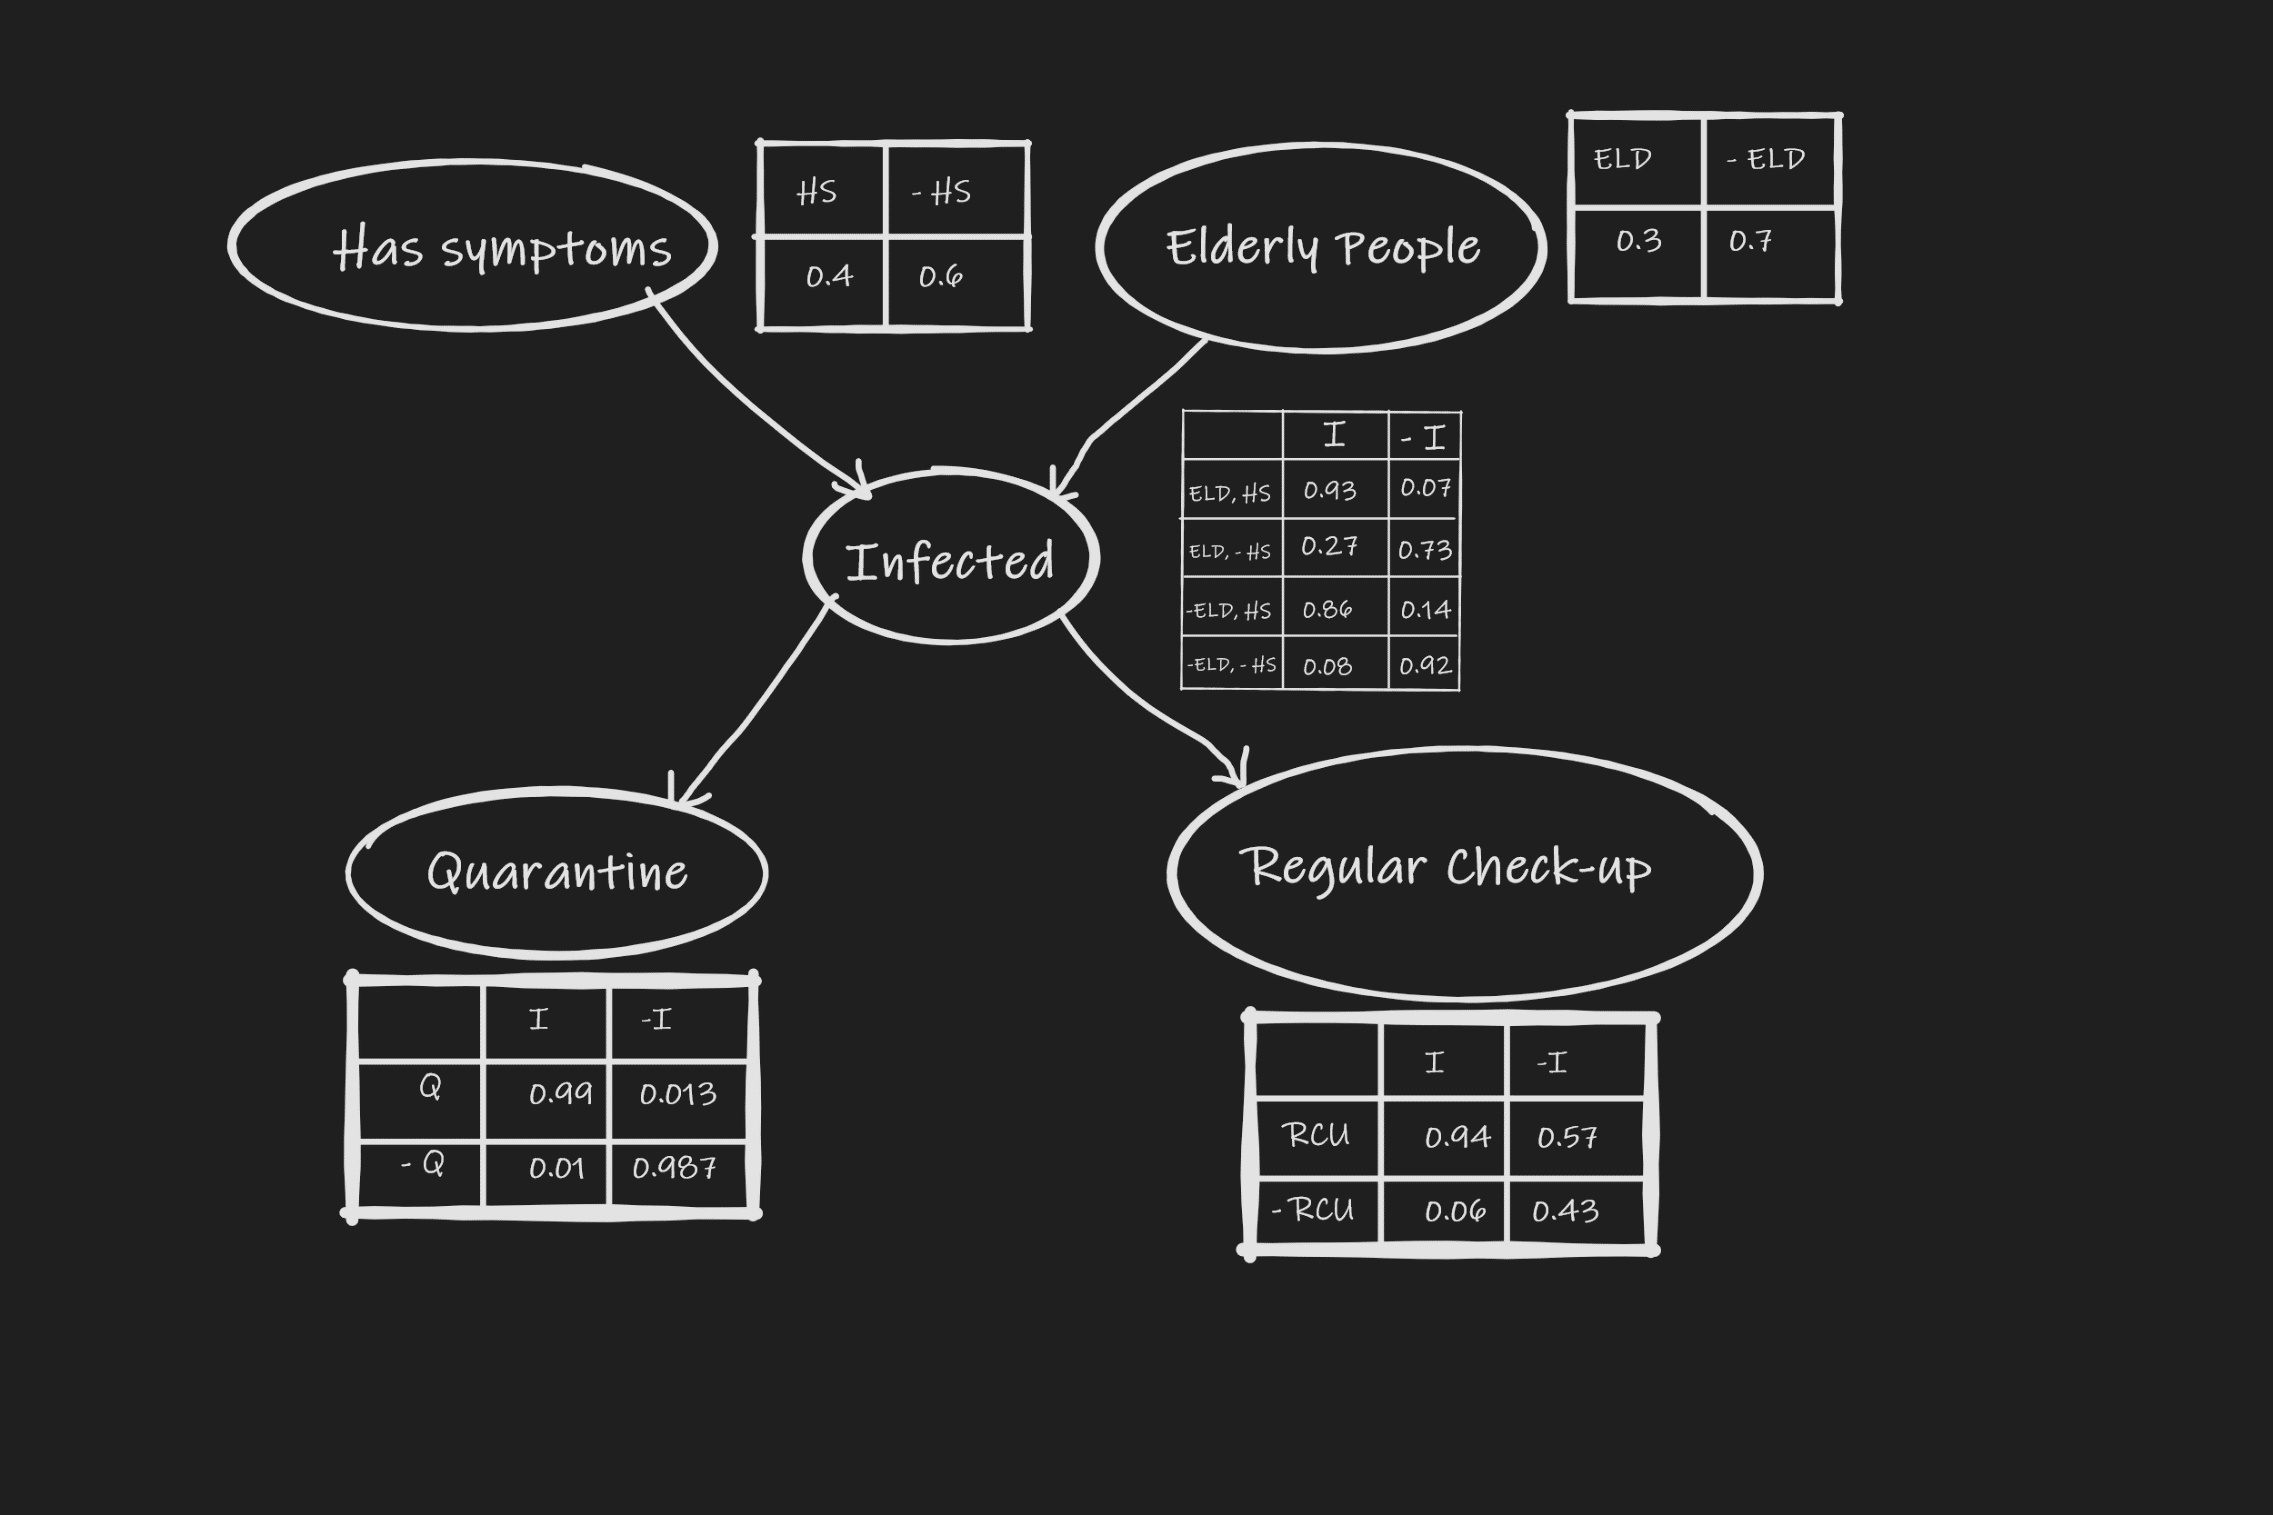 Has symptoms
HS - HS
0.4 0.6
Elderly People
ELD - ELD
0.3 0.7
Infected
I - I
ELD, HS 0.93 0.07
ELD, - HS 0.27 0.73
-ELD, HS 0.86 0.14
-ELD, - HS 0.08 0.92
Quarantine
I -I
Q 0.99 0.013
- Q 0.01 0.987
Regular Check-up
I -I
RCU 0.94 0.57
- RCU 0.06 0.43